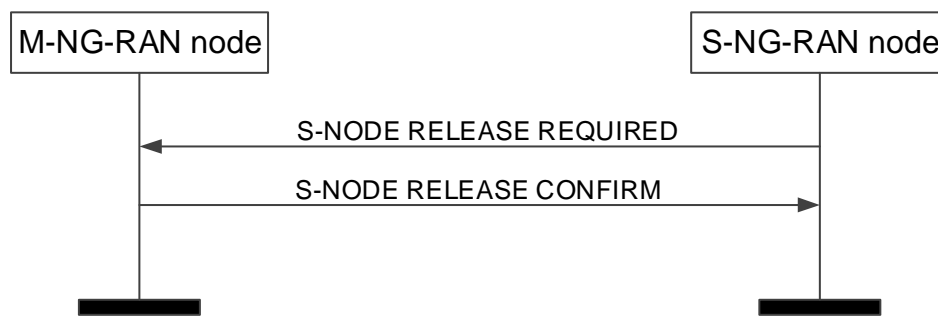 M-NG-RAN node
S-NG-RAN node
S-NODE RELEASE REQUIRED
S-NODE RELEASE CONFIRM